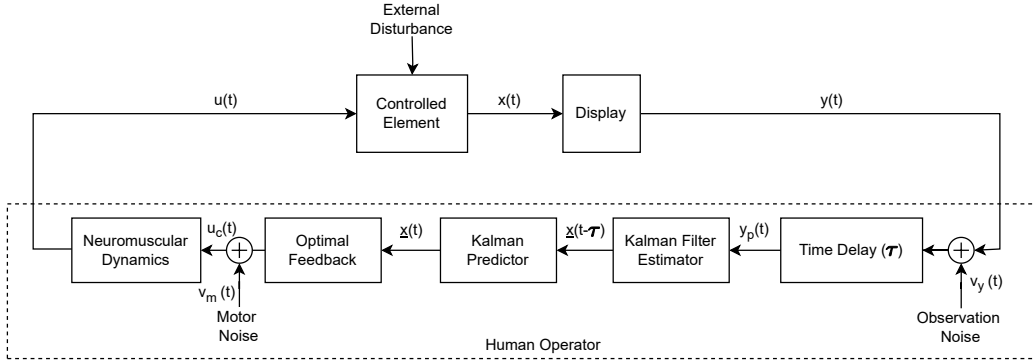 External
Disturbance
u(t)
Controlled
Element
x(t)
Display
y(t)
Neuromuscular
Dynamics
u_c(t)
Optimal
Feedback
x(t)
Kalman
Predictor
x(t-τ)
Kalman Filter
Estimator
y_p(t)
Time Delay (τ)
v_m (t)
v_y (t)
Motor
Noise
Observation
Noise
Human Operator